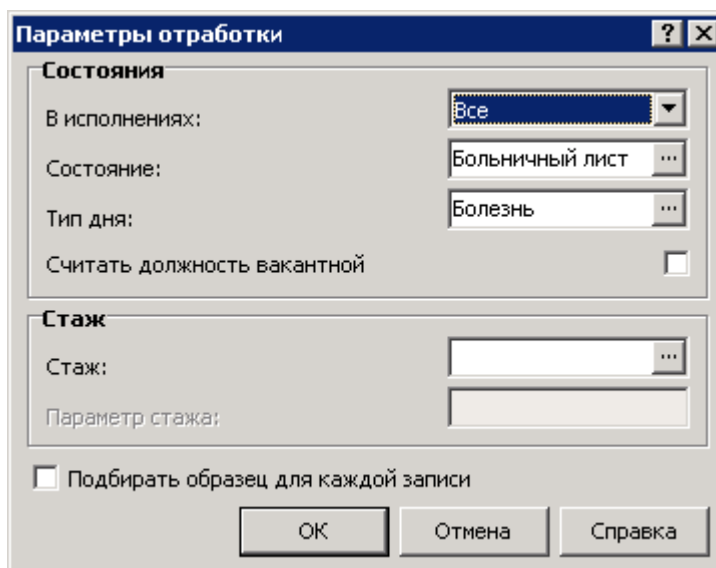 Параметры отработки
Состояния
В исполнениях: Все
Состояние: Больничный лист ...
Тип дня: Болезнь ...
Считать должность вакантной
Стаж
Стаж: ...
Параметр стажа:
Подбирать образец для каждой записи
ОК Отмена Справка